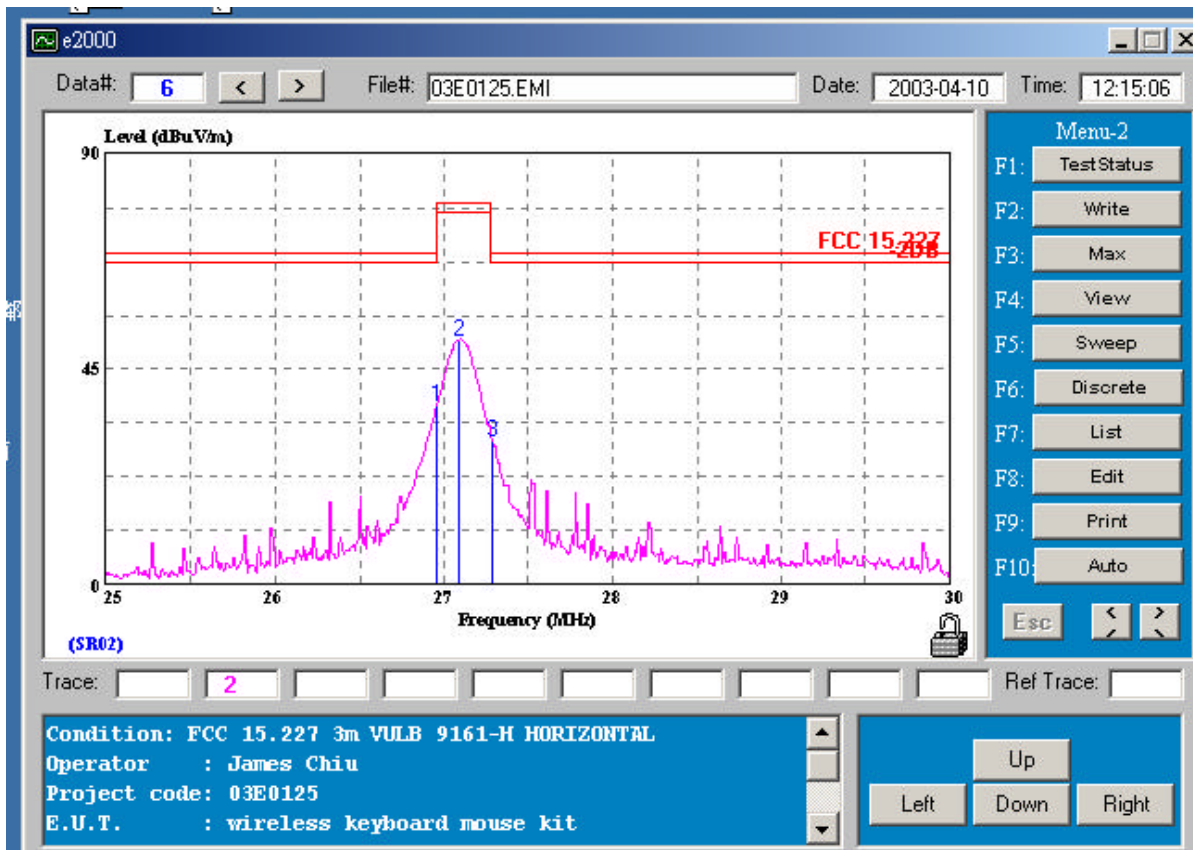 e2000
Data#: 6 < > File#: 03E0125.EMI Date: 2003-04-10 Time: 12:15:06
Level (dBuV/m)
90
45
0
FCC 15.227
-2DB
1
2
3
25 26 27 28 29 30
Frequency (MHz)
(SR02)
Menu-2
F1: TestStatus
F2: Write
F3: Max
F4: View
F5: Sweep
F6: Discrete
F7: List
F8: Edit
F9: Print
F10: Auto
Esc
Trace: 2 Ref Trace:
Condition: FCC 15.227 3m VULB 9161-H HORIZONTAL
Operator : James Chiu
Project code: 03E0125
E.U.T. : wireless keyboard mouse kit
Up
Left Down Right